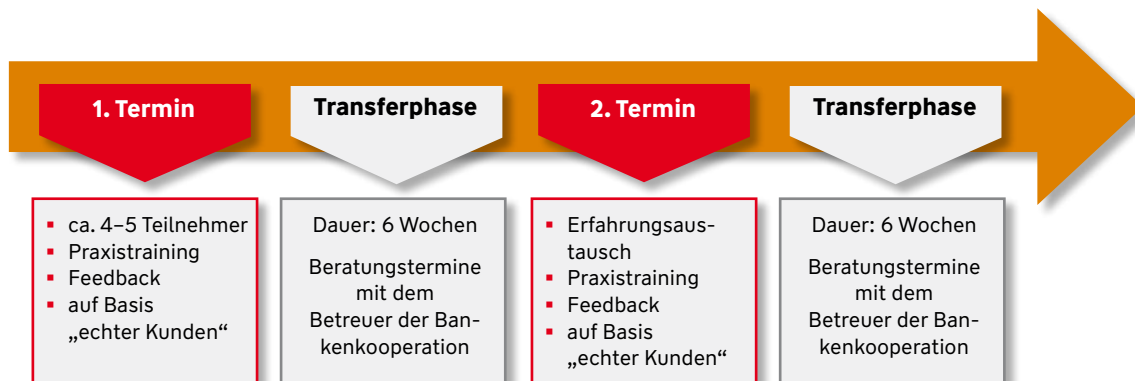 1. Termin
Transferphase
2. Termin
Transferphase
▪ ca. 4–5 Teilnehmer
▪ Praxistraining
▪ Feedback
▪ auf Basis
„echter Kunden“
Dauer: 6 Wochen
Beratungstermine
mit dem
Betreuer der Ban-
kenkooperation
▪ Erfahrungsaus-
tausch
▪ Praxistraining
▪ Feedback
▪ auf Basis
„echter Kunden“
Dauer: 6 Wochen
Beratungstermine
mit dem
Betreuer der Ban-
kenkooperation